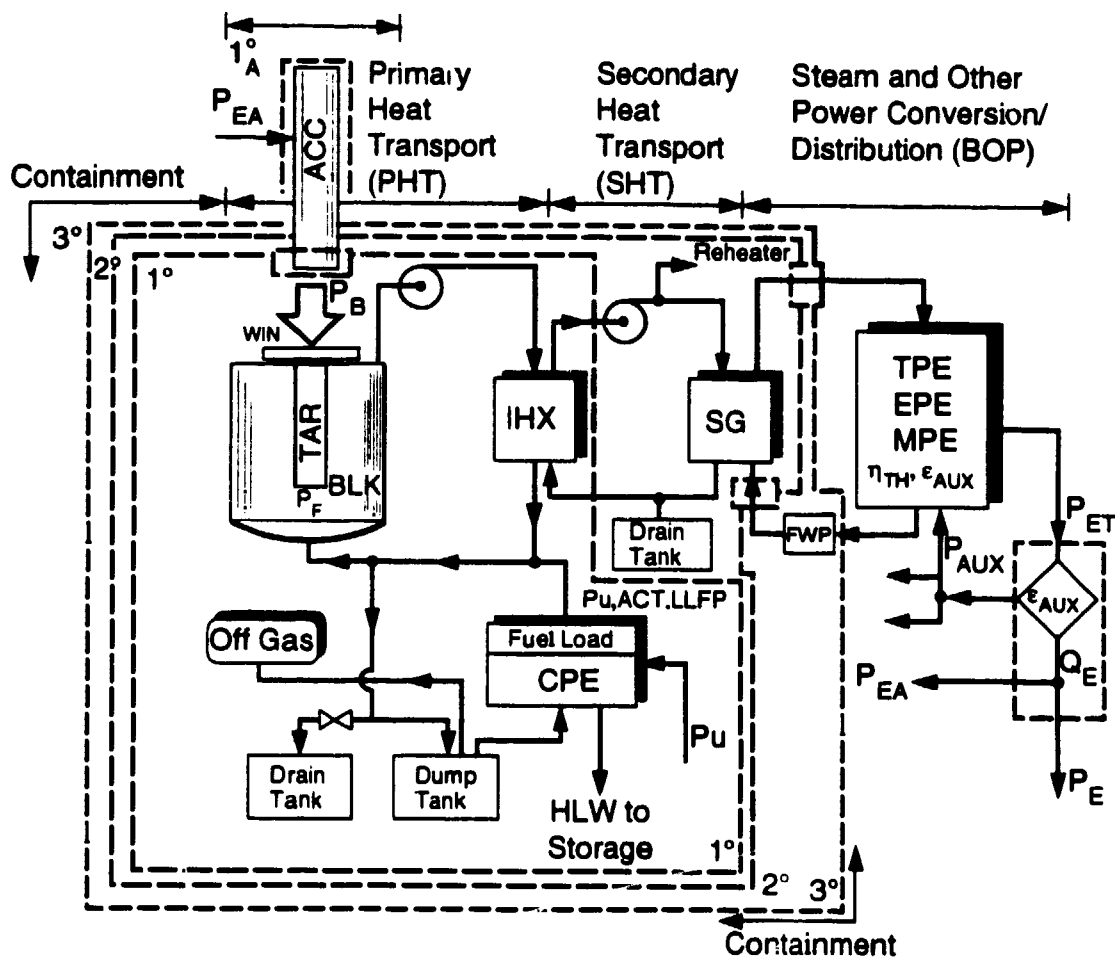 1°A
Primary
Heat
Transport
(PHT)
Secondary
Heat
Transport
(SHT)
Steam and Other
Power Conversion/
Distribution (BOP)
PEA
ACC
Containment
3°
2°
1°
Reheater
PB
WIN
TAR
BLK
PF
IHX
SG
TPE
EPE
MPE
ηTH, εAUX
Drain
Tank
FWP
PET
PAUX
εAUX
Pu,ACT.LLFP
Off Gas
Fuel Load
CPE
QE
PEA
Pu
Drain
Tank
Dump
Tank
PE
HLW to
Storage
1°
2°
3°
Containment